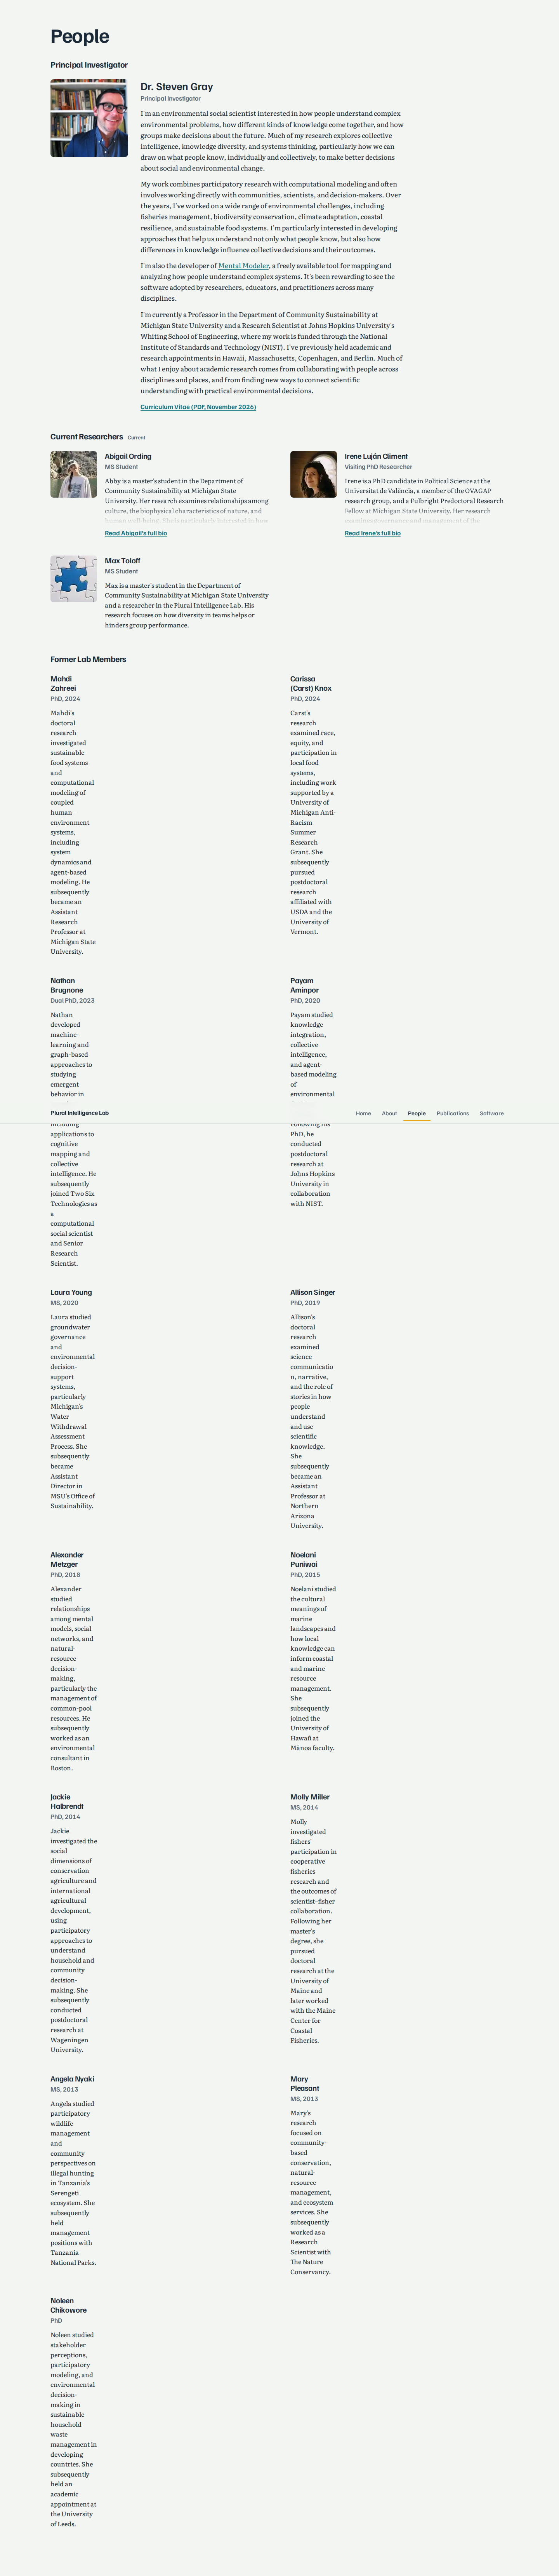 People
Principal Investigator
Dr. Steven Gray
Principal Investigator
I'm an environmental social scientist interested in how people understand complex
environmental problems, how different kinds of knowledge come together, and how
groups make decisions about the future. Much of my research explores collective
intelligence, knowledge diversity, and systems thinking, particularly how we can
draw on what people know, individually and collectively, to make better decisions
about social and environmental change.
My work combines participatory research with computational modeling and often
involves working directly with communities, scientists, and decision-makers. Over
the years, I've worked on a wide range of environmental challenges, including
fisheries management, biodiversity conservation, climate adaptation, coastal
resilience, and sustainable food systems. I'm particularly interested in developing
approaches that help us understand not only what people know, but also how
differences in knowledge influence collective decisions and their outcomes.
I'm also the developer of Mental Modeler, a freely available tool for mapping and
analyzing how people understand complex systems. It's been rewarding to see the
software adopted by researchers, educators, and practitioners across many
disciplines.
I'm currently a Professor in the Department of Community Sustainability at
Michigan State University and a Research Scientist at Johns Hopkins University's
Whiting School of Engineering, where my work is funded through the National
Institute of Standards and Technology (NIST). I've previously held academic and
research appointments in Hawaii, Massachusetts, Copenhagen, and Berlin. Much of
what I enjoy about academic research comes from collaborating with people across
disciplines and places, and from finding new ways to connect scientific
understanding with practical environmental decisions.
Curriculum Vitae (PDF, November 2026)
Current Researchers Current
Abigail Ording
MS Student
Abby is a master's student in the Department of
Community Sustainability at Michigan State
University. Her research examines relationships among
culture, the biophysical characteristics of nature, and
human well-being. She is particularly interested in how
Read Abigail's full bio
Irene Luján Climent
Visiting PhD Researcher
Irene is a PhD candidate in Political Science at the
Universitat de València, a member of the OVAGAP
research group, and a Fulbright Predoctoral Research
Fellow at Michigan State University. Her research
examines governance and management of the
Read Irene's full bio
Max Toloff
MS Student
Max is a master's student in the Department of
Community Sustainability at Michigan State University
and a researcher in the Plural Intelligence Lab. His
research focuses on how diversity in teams helps or
hinders group performance.
Former Lab Members
Mahdi
Zahreei
PhD, 2024
Mahdi's
doctoral
research
investigated
sustainable
food systems
and
computational
modeling of
coupled
human–
environment
systems,
including
system
dynamics and
agent-based
modeling. He
subsequently
became an
Assistant
Research
Professor at
Michigan State
University.
Carissa
(Carst) Knox
PhD, 2024
Carst's
research
examined race,
equity, and
participation in
local food
systems,
including work
supported by a
University of
Michigan Anti-
Racism
Summer
Research
Grant. She
subsequently
pursued
postdoctoral
research
affiliated with
USDA and the
University of
Vermont.
Nathan
Brugnone
Dual PhD, 2023
Nathan
developed
machine-
learning and
graph-based
approaches to
studying
emergent
behavior in
Payam
Aminpor
PhD, 2020
Payam studied
knowledge
integration,
collective
intelligence,
and agent-
based modeling
of
environmental
Plural Intelligence Lab
Home About People Publications Software
including
applications to
cognitive
mapping and
collective
intelligence. He
subsequently
joined Two Six
Technologies as
a
computational
social scientist
and Senior
Research
Scientist.
Following his
PhD, he
conducted
postdoctoral
research at
Johns Hopkins
University in
collaboration
with NIST.
Laura Young
MS, 2020
Laura studied
groundwater
governance
and
environmental
decision-
support
systems,
particularly
Michigan's
Water
Withdrawal
Assessment
Process. She
subsequently
became
Assistant
Director in
MSU's Office of
Sustainability.
Allison Singer
PhD, 2019
Allison's
doctoral
research
examined
science
communicatio
n, narrative,
and the role of
stories in how
people
understand
and use
scientific
knowledge.
She
subsequently
became an
Assistant
Professor at
Northern
Arizona
University.
Alexander
Metzger
PhD, 2018
Alexander
studied
relationships
among mental
models, social
networks, and
natural-
resource
decision-
making,
particularly the
management of
common-pool
resources. He
subsequently
worked as an
environmental
consultant in
Boston.
Noelani
Puniwai
PhD, 2015
Noelani studied
the cultural
meanings of
marine
landscapes and
how local
knowledge can
inform coastal
and marine
resource
management.
She
subsequently
joined the
University of
Hawaiʻi at
Mānoa faculty.
Jackie
Halbrendt
PhD, 2014
Jackie
investigated the
social
dimensions of
conservation
agriculture and
international
agricultural
development,
using
participatory
approaches to
understand
household and
community
decision-
making. She
subsequently
conducted
postdoctoral
research at
Wageningen
University.
Molly Miller
MS, 2014
Molly
investigated
fishers'
participation in
cooperative
fisheries
research and
the outcomes of
scientist–fisher
collaboration.
Following her
master's
degree, she
pursued
doctoral
research at the
University of
Maine and
later worked
with the Maine
Center for
Coastal
Fisheries.
Angela Nyaki
MS, 2013
Angela studied
participatory
wildlife
management
and
community
perspectives on
illegal hunting
in Tanzania's
Serengeti
ecosystem. She
subsequently
held
management
positions with
Tanzania
National Parks.
Mary
Pleasant
MS, 2013
Mary's
research
focused on
community-
based
conservation,
natural-
resource
management,
and ecosystem
services. She
subsequently
worked as a
Research
Scientist with
The Nature
Conservancy.
Noleen
Chikowore
PhD
Noleen studied
stakeholder
perceptions,
participatory
modeling, and
environmental
decision-
making in
sustainable
household
waste
management in
developing
countries. She
subsequently
held an
academic
appointment at
the University
of Leeds.